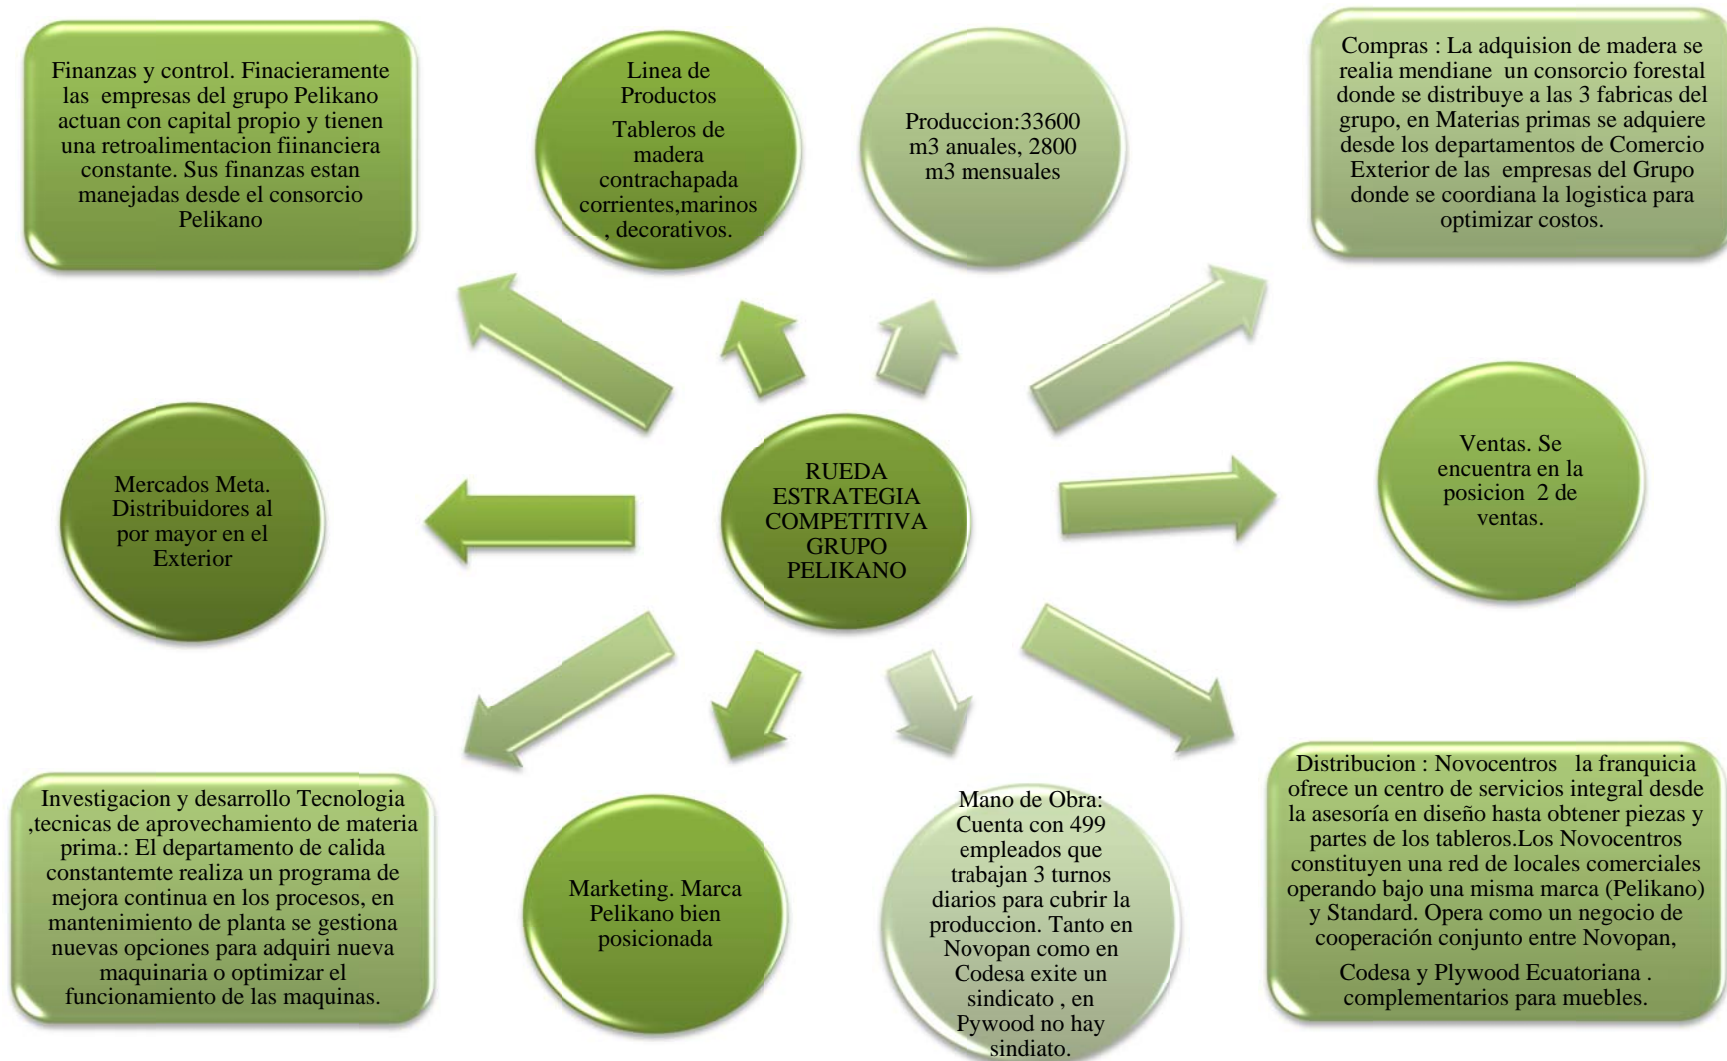 Finanzas y control. Finacieramente
las empresas del grupo Pelikano
actuan con capital propio y tienen
una retroalimentacion fiinanciera
constante. Sus finanzas estan
manejadas desde el consorcio
Pelikano
Linea de
Productos
Tableros de
madera
contrachapada
corrientes,marinos
, decorativos.
Produccion:33600
m3 anuales, 2800
m3 mensuales
Compras : La adquision de madera se
realia mendiane un consorcio forestal
donde se distribuye a las 3 fabricas del
grupo, en Materias primas se adquiere
desde los departamentos de Comercio
Exterior de las empresas del Grupo
donde se coordiana la logistica para
optimizar costos.
Mercados Meta.
Distribuidores al
por mayor en el
Exterior
RUEDA
ESTRATEGIA
COMPETITIVA
GRUPO
PELIKANO
Ventas. Se
encuentra en la
posicion 2 de
ventas.
Investigacion y desarrollo Tecnologia
,tecnicas de aprovechamiento de materia
prima.: El departamento de calida
constantemte realiza un programa de
mejora continua en los procesos, en
mantenimiento de planta se gestiona
nuevas opciones para adquiri nueva
maquinaria o optimizar el
funcionamiento de las maquinas.
Marketing. Marca
Pelikano bien
posicionada
Mano de Obra:
Cuenta con 499
empleados que
trabajan 3 turnos
diarios para cubrir la
produccion. Tanto en
Novopan como en
Codesa exite un
sindicato , en
Pywood no hay
sindiato.
Distribucion : Novocentros la franquicia
ofrece un centro de servicios integral desde
la asesoría en diseño hasta obtener piezas y
partes de los tableros.Los Novocentros
constituyen una red de locales comerciales
operando bajo una misma marca (Pelikano)
y Standard. Opera como un negocio de
cooperación conjunto entre Novopan,
Codesa y Plywood Ecuatoriana .
complementarios para muebles.